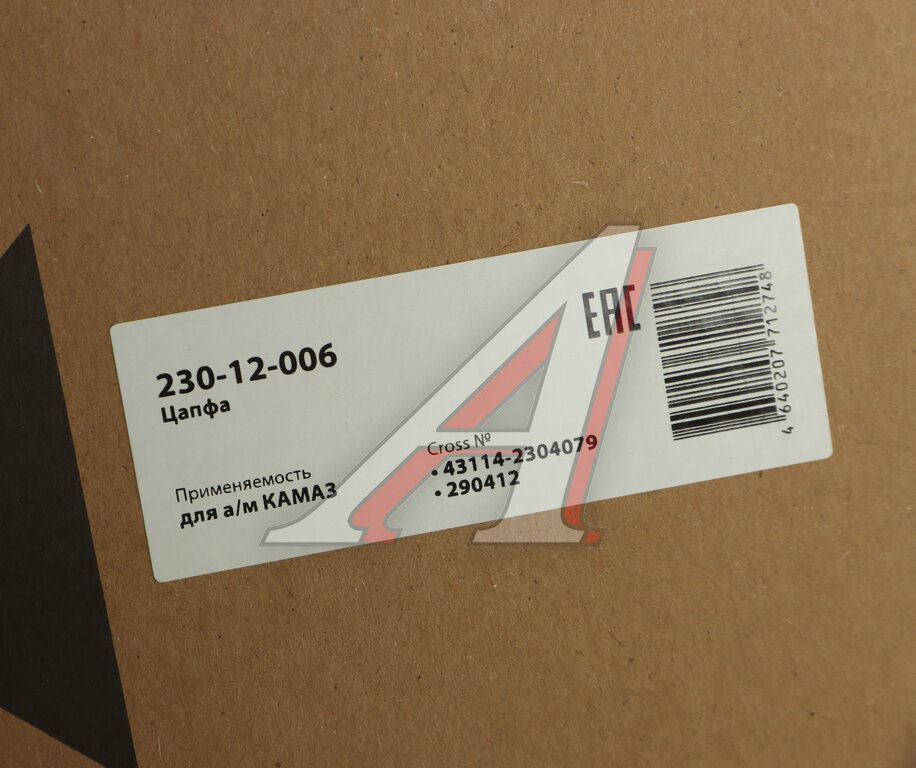 230-12-006
Цапфа
Применяемость
для а/м КАМАЗ
Cross №
• 43114-2304079
• 290412
EAC
4 640207 712748